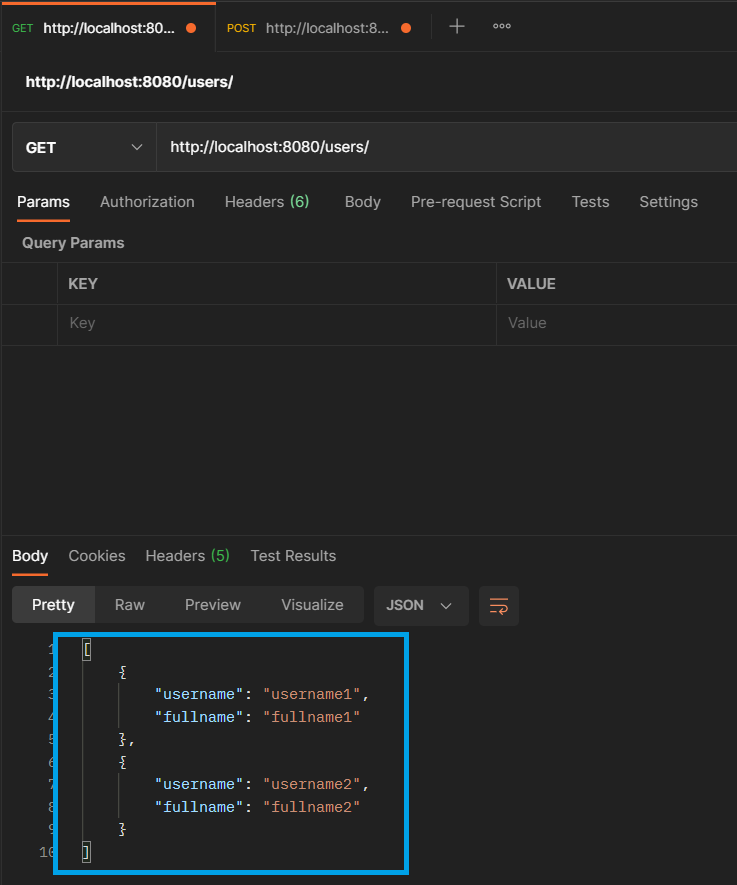 GET http://localhost:80... POST http://localhost:8...
http://localhost:8080/users/
GET http://localhost:8080/users/
Params Authorization Headers (6) Body Pre-request Script Tests Settings
Query Params
KEY VALUE
Key Value
Body Cookies Headers (5) Test Results
Pretty Raw Preview Visualize JSON
1 [
2 {
3 "username": "username1",
4 "fullname": "fullname1"
5 },
6 {
7 "username": "username2",
8 "fullname": "fullname2"
9 }
10 ]